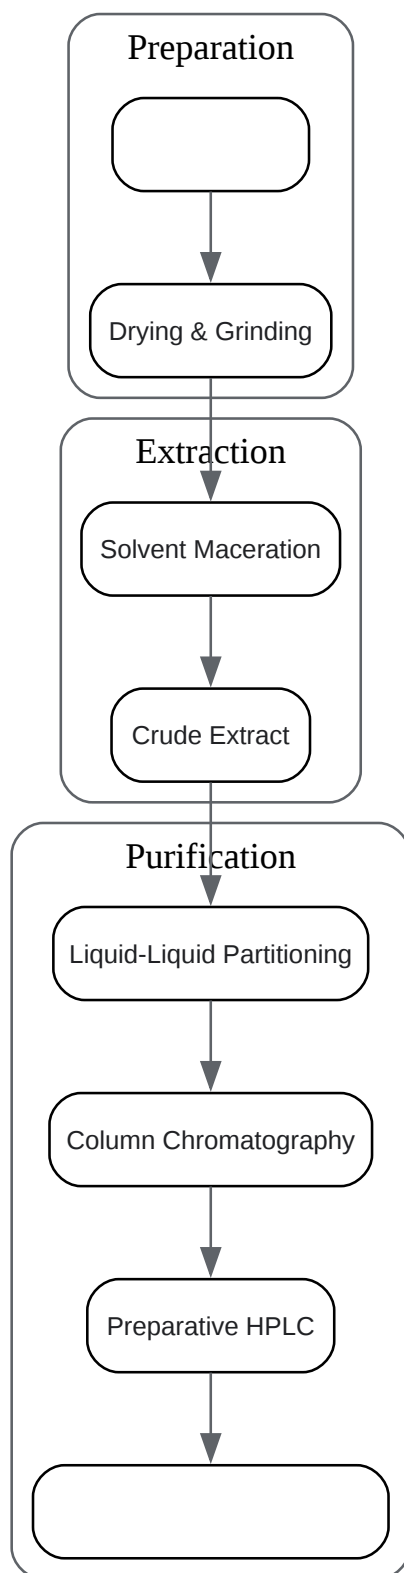 Preparation
Drying & Grinding
Extraction
Solvent Maceration
Crude Extract
Purification
Liquid-Liquid Partitioning
Column Chromatography
Preparative HPLC